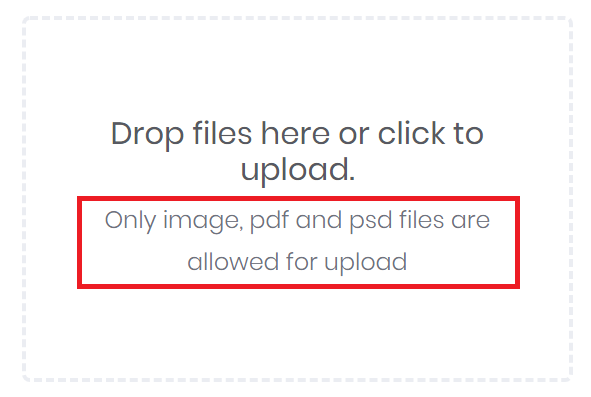 Drop files here or click to
upload.
Only image, pdf and psd files are
allowed for upload